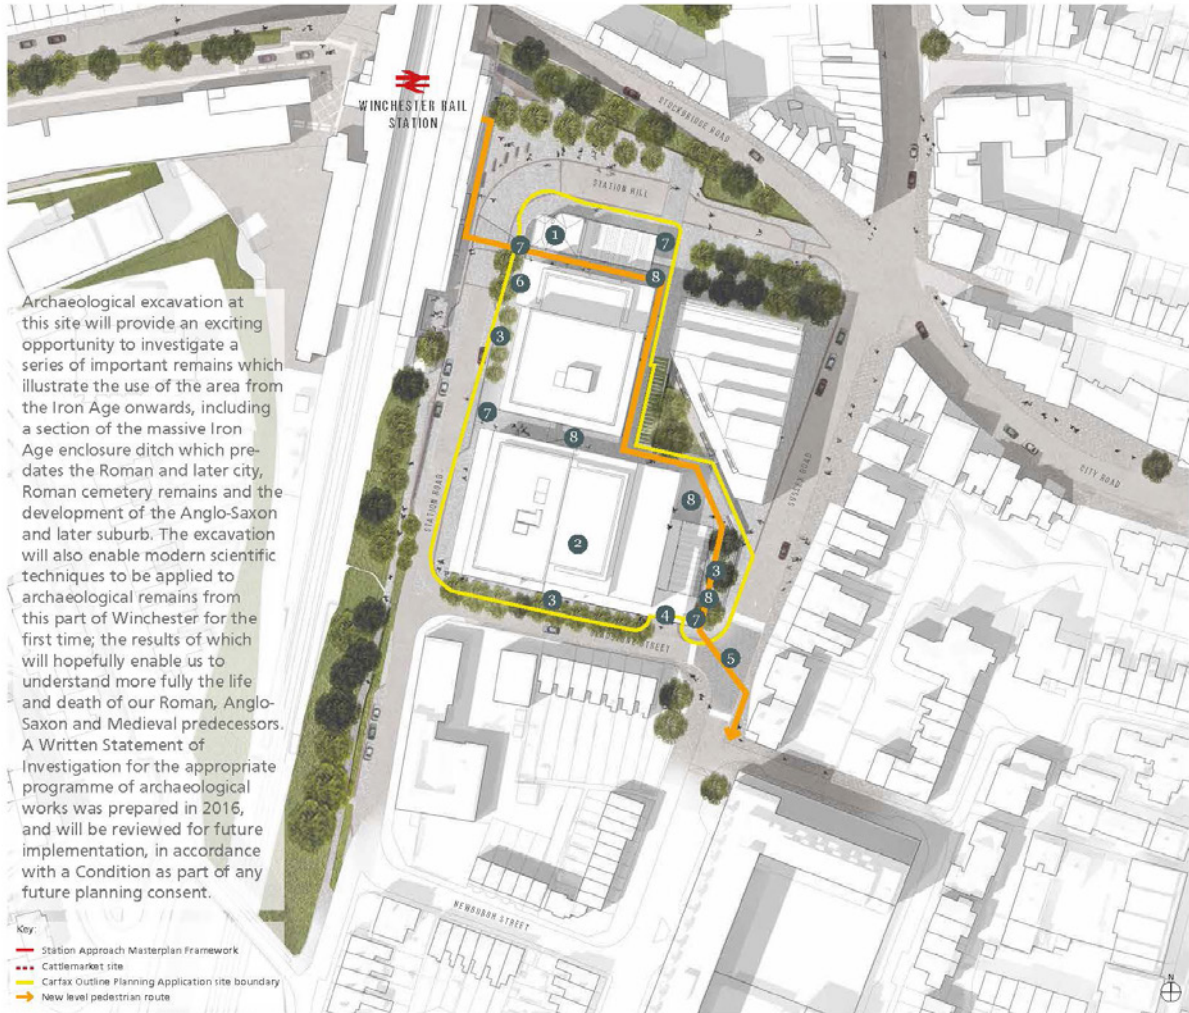 WINCHESTER RAIL
STATION
STOCKBRIDGE ROAD
STATION HILL
1
7
7
8
6
3
7
8
8
2
3
3
8
4
7
5
STATION ROAD
SUSSEX ROAD
CITY ROAD
STREET
NEWBURGH STREET
Archaeological excavation at
this site will provide an exciting
opportunity to investigate a
series of important remains which
illustrate the use of the area from
the Iron Age onwards, including
a section of the massive Iron
Age enclosure ditch which pre-
dates the Roman and later city,
Roman cemetery remains and the
development of the Anglo-Saxon
and later suburb. The excavation
will also enable modern scientific
techniques to be applied to
archaeological remains from
this part of Winchester for the
first time; the results of which
will hopefully enable us to
understand more fully the life
and death of our Roman, Anglo-
Saxon and Medieval predecessors.
A Written Statement of
Investigation for the appropriate
programme of archaeological
works was prepared in 2016,
and will be reviewed for future
implementation, in accordance
with a Condition as part of any
future planning consent.
Key:
Station Approach Masterplan Framework
Cattlemarket site
Carfax Outline Planning Application site boundary
New level pedestrian route
N